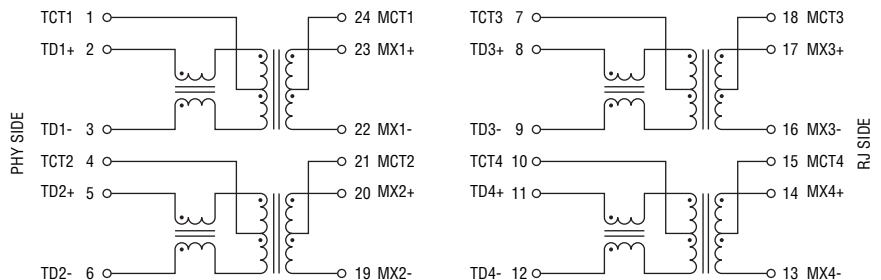 TCT1 1
24 MCT1
TD1+ 2
23 MX1+
TD1- 3
22 MX1-
TCT2 4
21 MCT2
TD2+ 5
20 MX2+
TD2- 6
19 MX2-
PHY SIDE
TCT3 7
18 MCT3
TD3+ 8
17 MX3+
TD3- 9
16 MX3-
TCT4 10
15 MCT4
TD4+ 11
14 MX4+
TD4- 12
13 MX4-
RJ SIDE